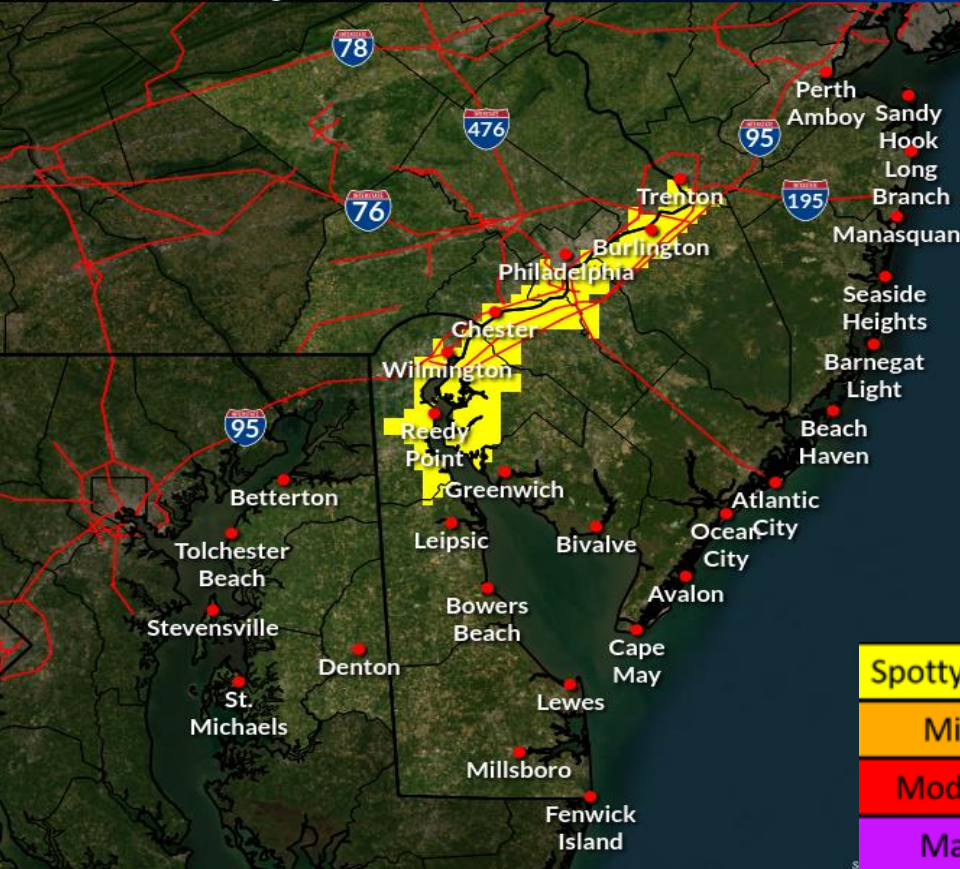 78
Perth
Amboy
Sandy
Hook
476
95
Long
Branch
Trenton
76
195
Manasquan
Burlington
Philadelphia
Seaside
Heights
Chester
Barnegat
Light
Wilmington
95
Reedy
Point
Beach
Haven
Betterton
Greenwich
Atlantic
City
Leipsic
Bivalve
Ocean
City
Tolchester
Beach
Avalon
Bowers
Beach
Stevensville
Cape
May
Denton
Spotty
St.
Michaels
Lewes
Mi
Millsboro
Mod
Fenwick
Island
Ma